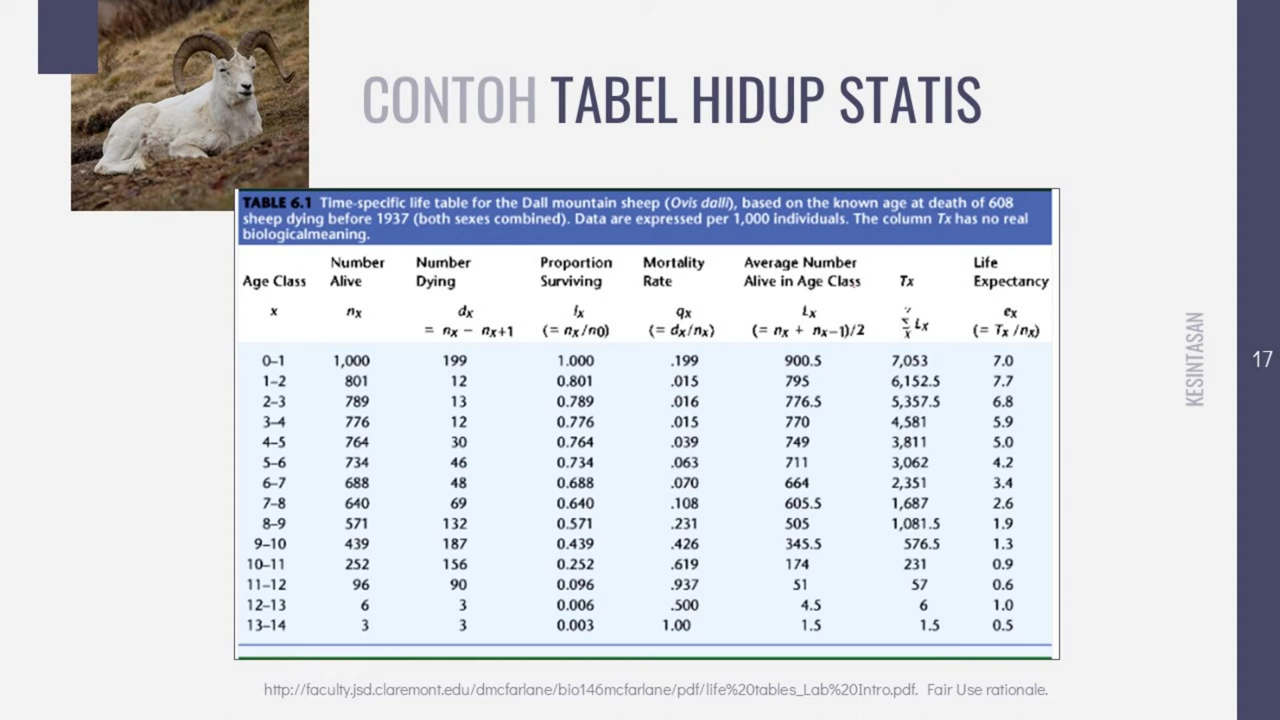 CONTOH TABEL HIDUP STATIS
TABLE 6.1 Time-specific life table for the Dall mountain sheep (Ovis dalli), based on the known age at death of 608
sheep dying before 1937 (both sexes combined). Data are expressed per 1,000 individuals. The column Tx has no real
biologicalmeaning.
Age Class Number Alive Number Dying Proportion Surviving Mortality Rate Average Number Alive in Age Class Tx Life Expectancy
x nx dx lx qx Lx Σ Lx ex
= nx − nx+1 (= nx/n0) (= dx/nx) (= nx + nx−1)/2 (= Tx/nx)
0–1 1,000 199 1.000 .199 900.5 7,053 7.0
1–2 801 12 0.801 .015 795 6,152.5 7.7
2–3 789 13 0.789 .016 776.5 5,357.5 6.8
3–4 776 12 0.776 .015 770 4,581 5.9
4–5 764 30 0.764 .039 749 3,811 5.0
5–6 734 46 0.734 .063 711 3,062 4.2
6–7 688 48 0.688 .070 664 2,351 3.4
7–8 640 69 0.640 .108 605.5 1,687 2.6
8–9 571 132 0.571 .231 505 1,081.5 1.9
9–10 439 187 0.439 .426 345.5 576.5 1.3
10–11 252 156 0.252 .619 174 231 0.9
11–12 96 90 0.096 .937 51 57 0.6
12–13 6 3 0.006 .500 4.5 6 1.0
13–14 3 3 0.003 1.00 1.5 1.5 0.5
http://faculty.jsd.claremont.edu/dmcfarlane/bio146mcfarlane/pdf/life%20tables_Lab%20Intro.pdf. Fair Use rationale.
KESINTASAN
17